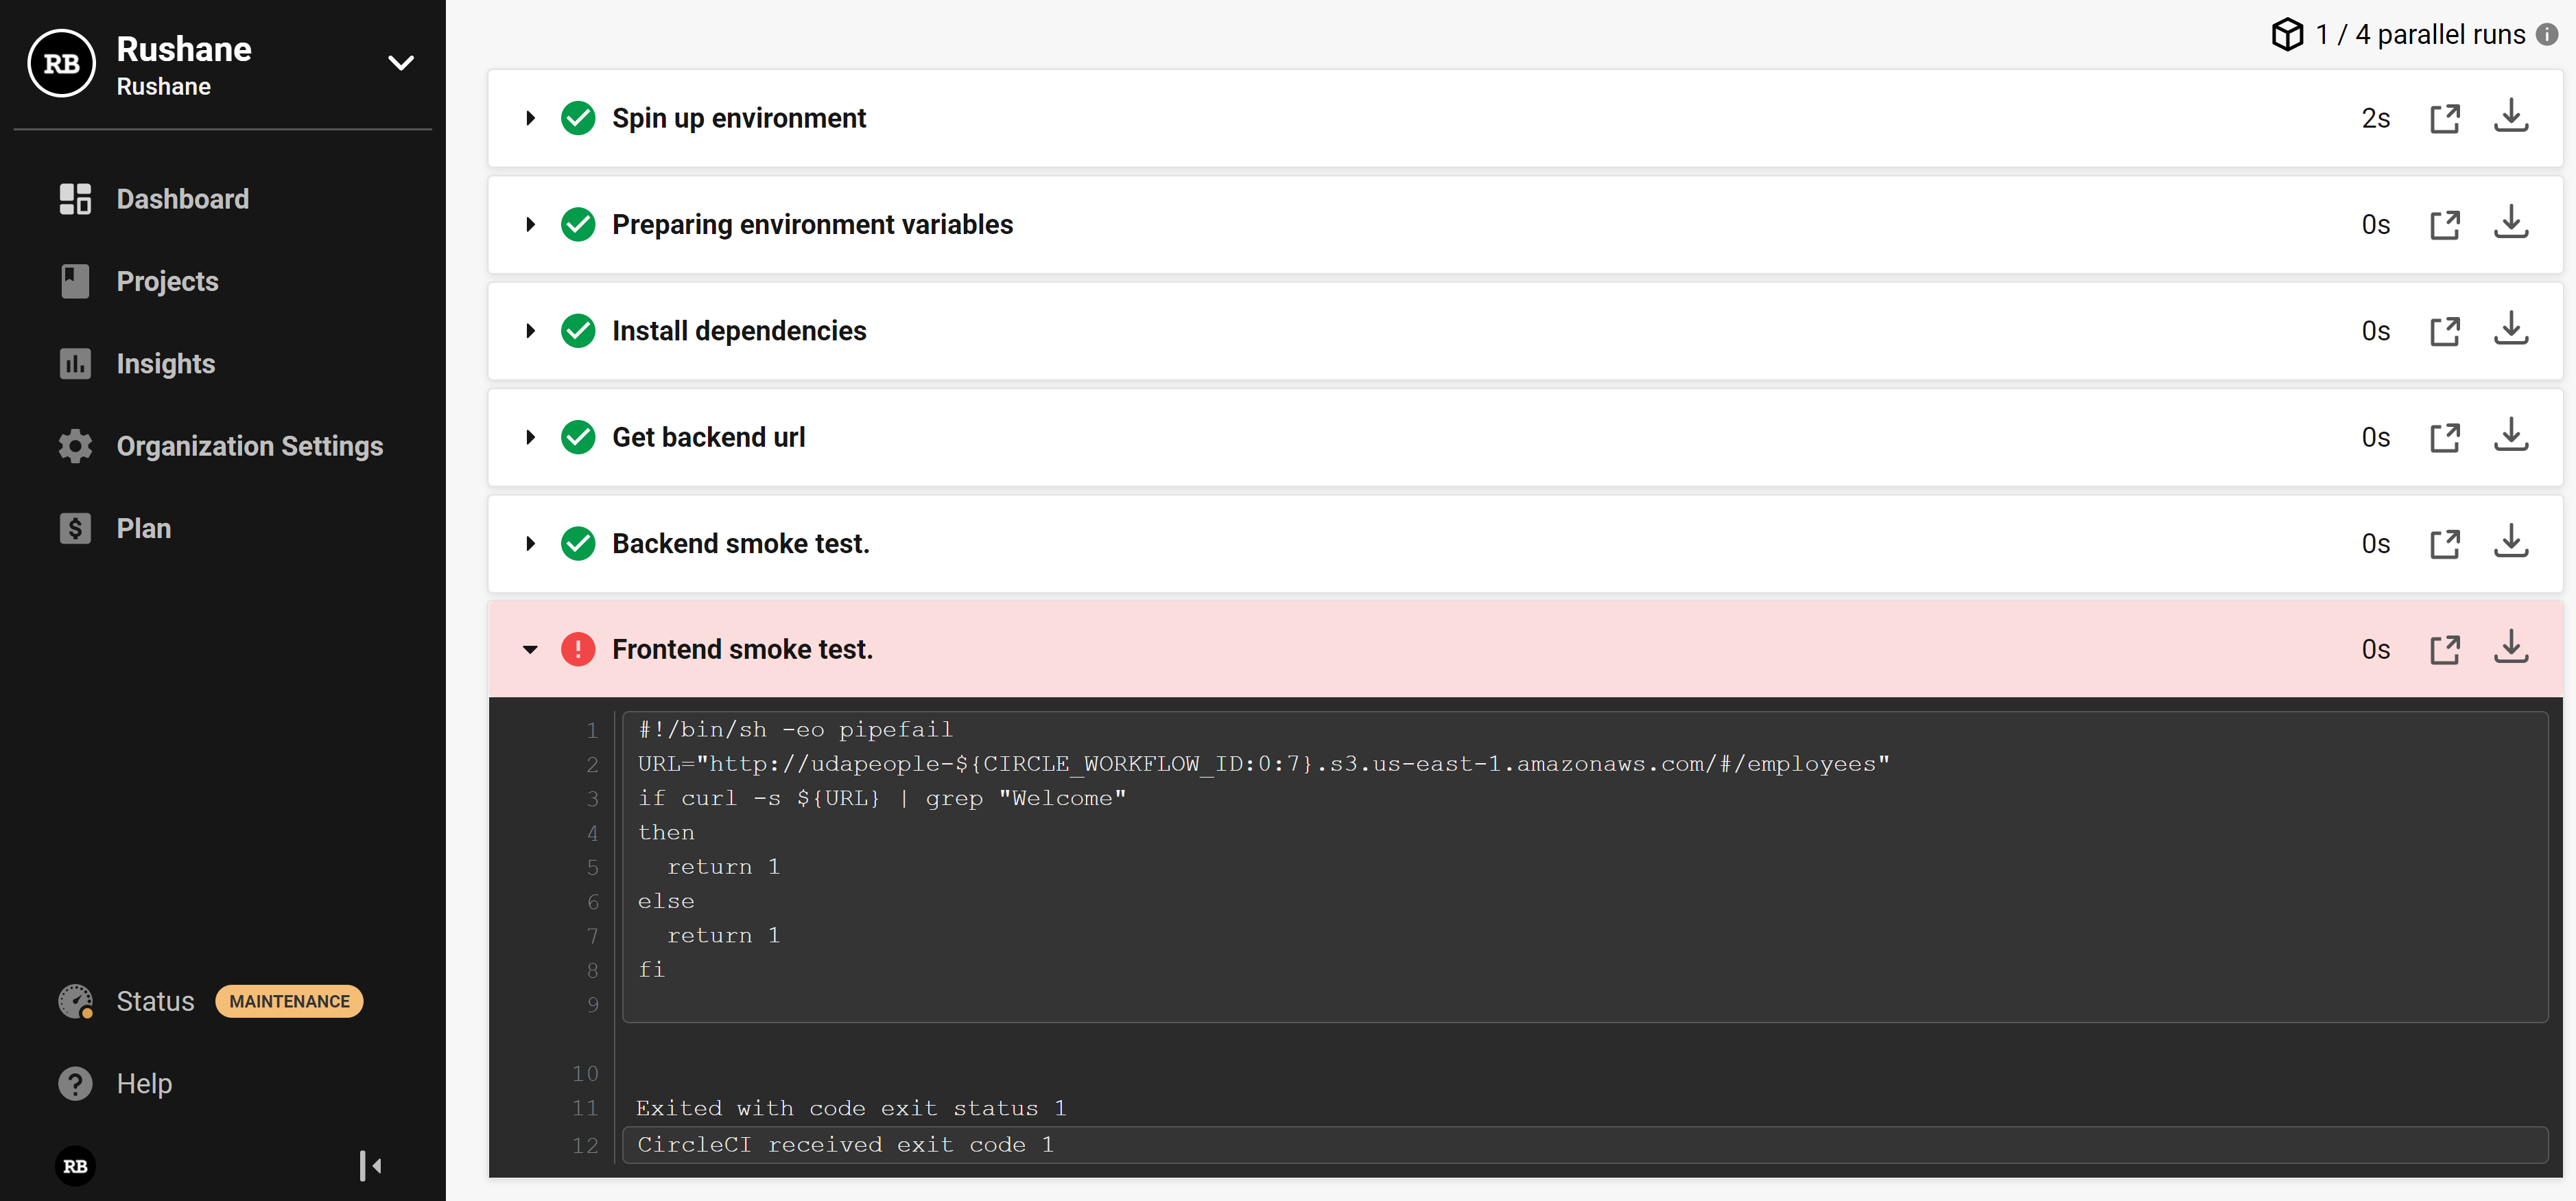 RB
Rushane
Rushane
Dashboard
Projects
Insights
Organization Settings
Plan
Status MAINTENANCE
Help
RB
1 / 4 parallel runs
Spin up environment 2s
Preparing environment variables 0s
Install dependencies 0s
Get backend url 0s
Backend smoke test. 0s
Frontend smoke test. 0s
1 #!/bin/sh -eo pipefail
2 URL="http://udapeople-${CIRCLE_WORKFLOW_ID:0:7}.s3.us-east-1.amazonaws.com/#/employees"
3 if curl -s ${URL} | grep "Welcome"
4 then
5   return 1
6 else
7   return 1
8 fi
9
10
11 Exited with code exit status 1
12 CircleCI received exit code 1